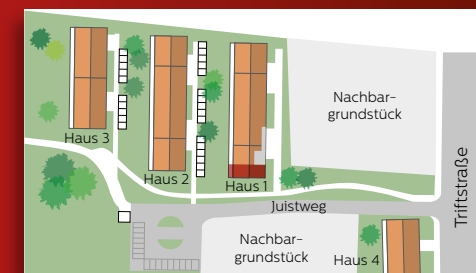 Nachbar-
grundstück
Haus 3
Haus 2
Haus 1
Triftstraße
Juistweg
Nachbar-
grundstück
Haus 4